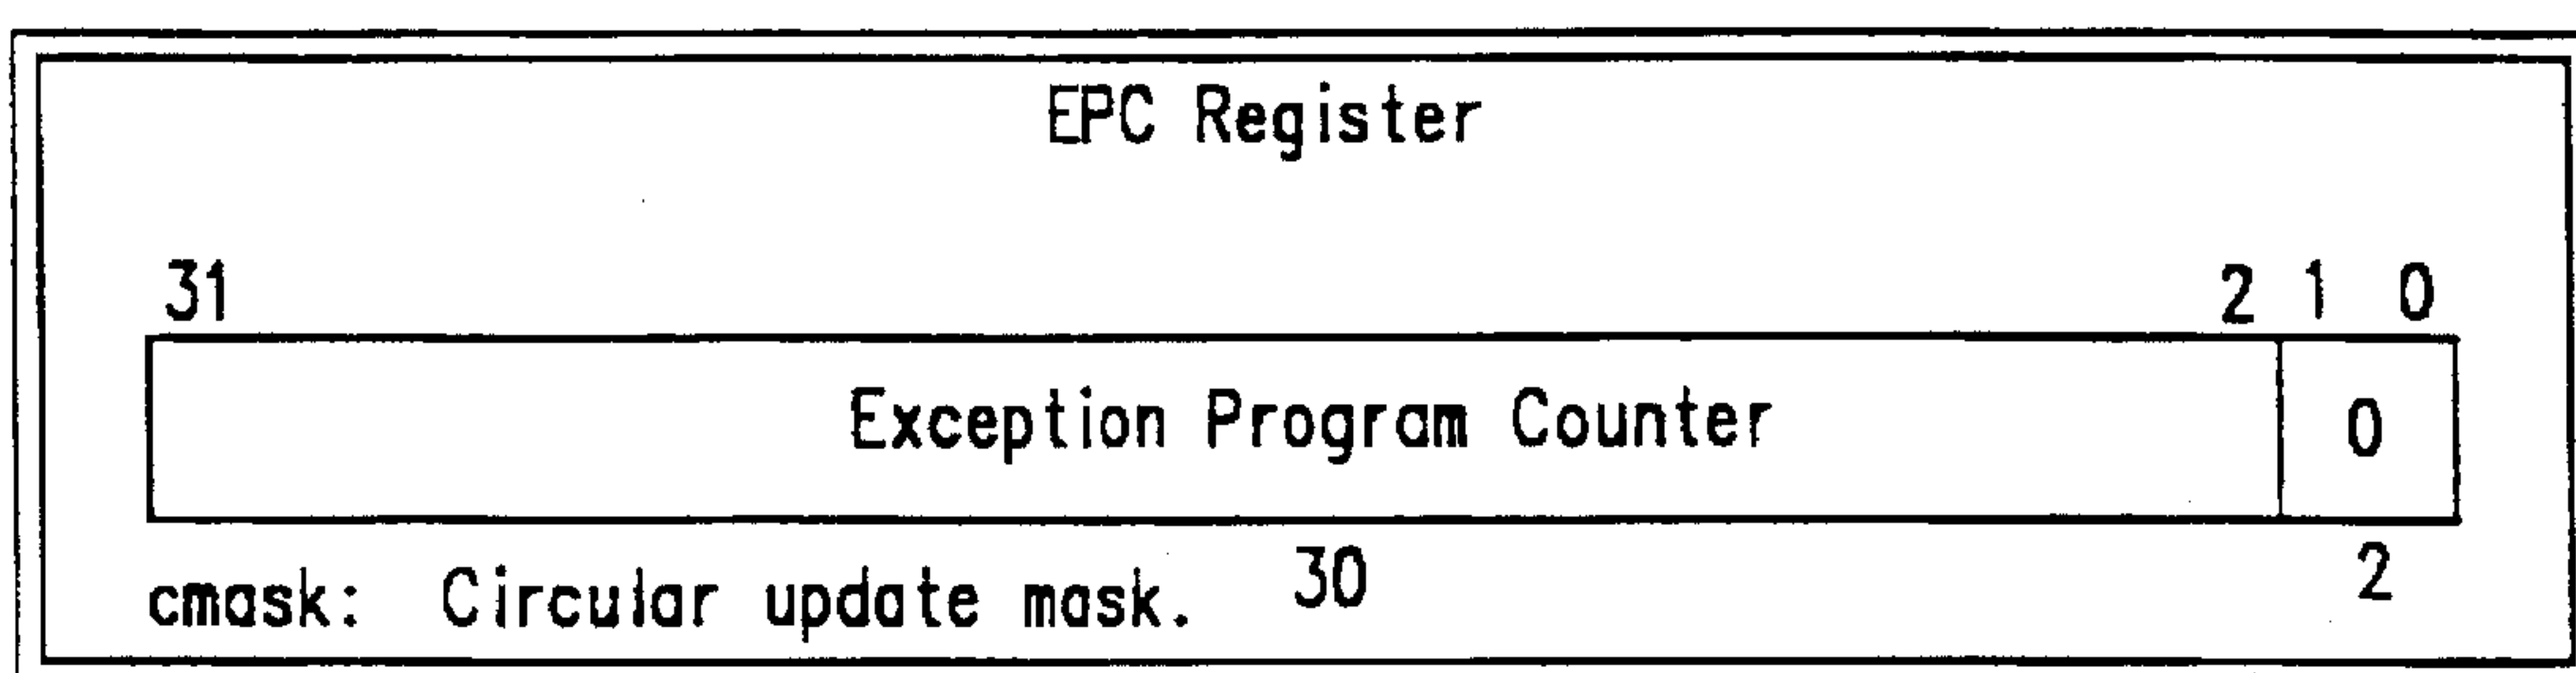 EPC Register
31 2 1 0
Exception Program Counter 0
30 2
cmask: Circular update mask.